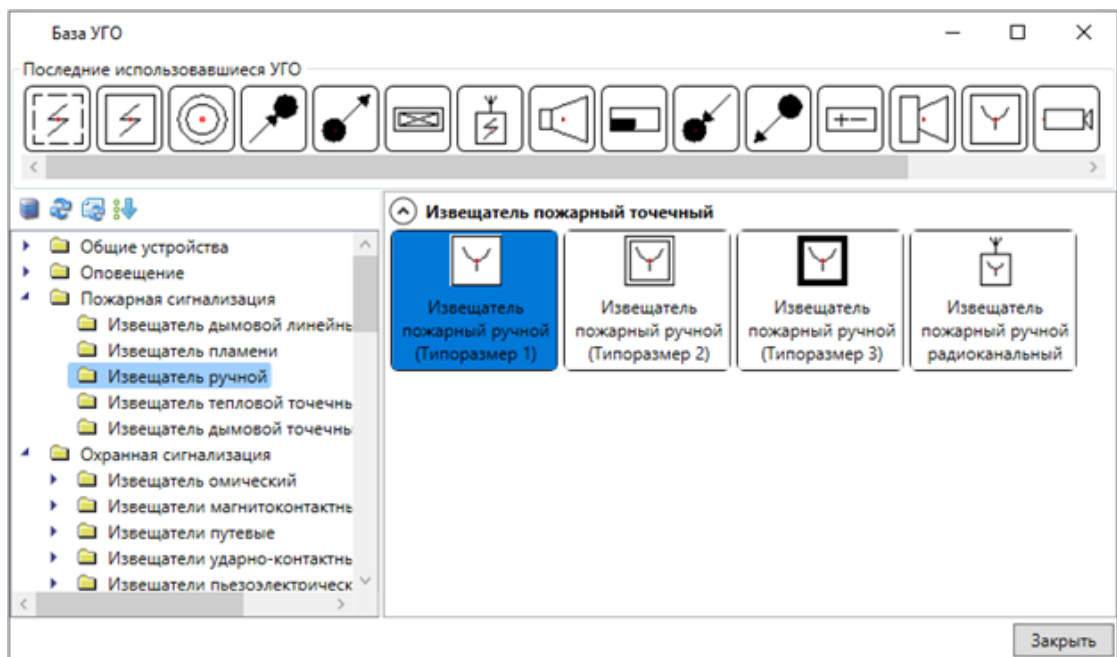 База УГО
Последние использовавшиеся УГО
Общие устройства
Оповещение
Пожарная сигнализация
Извещатель дымовой линейнь
Извещатель пламени
Извещатель ручной
Извещатель тепловой точечнь
Извещатель дымовой точечны
Охранная сигнализация
Извещатель омический
Извещатели магнитоконтактнь
Извещатели путевые
Извещатели ударно-контактнь
Извещатели пьезоэлектрическ
Извещатель пожарный точечный
Извещатель
пожарный ручной
(Типоразмер 1)
Извещатель
пожарный ручной
(Типоразмер 2)
Извещатель
пожарный ручной
(Типоразмер 3)
Извещатель
пожарный ручной
радиоканальный
Закрыть